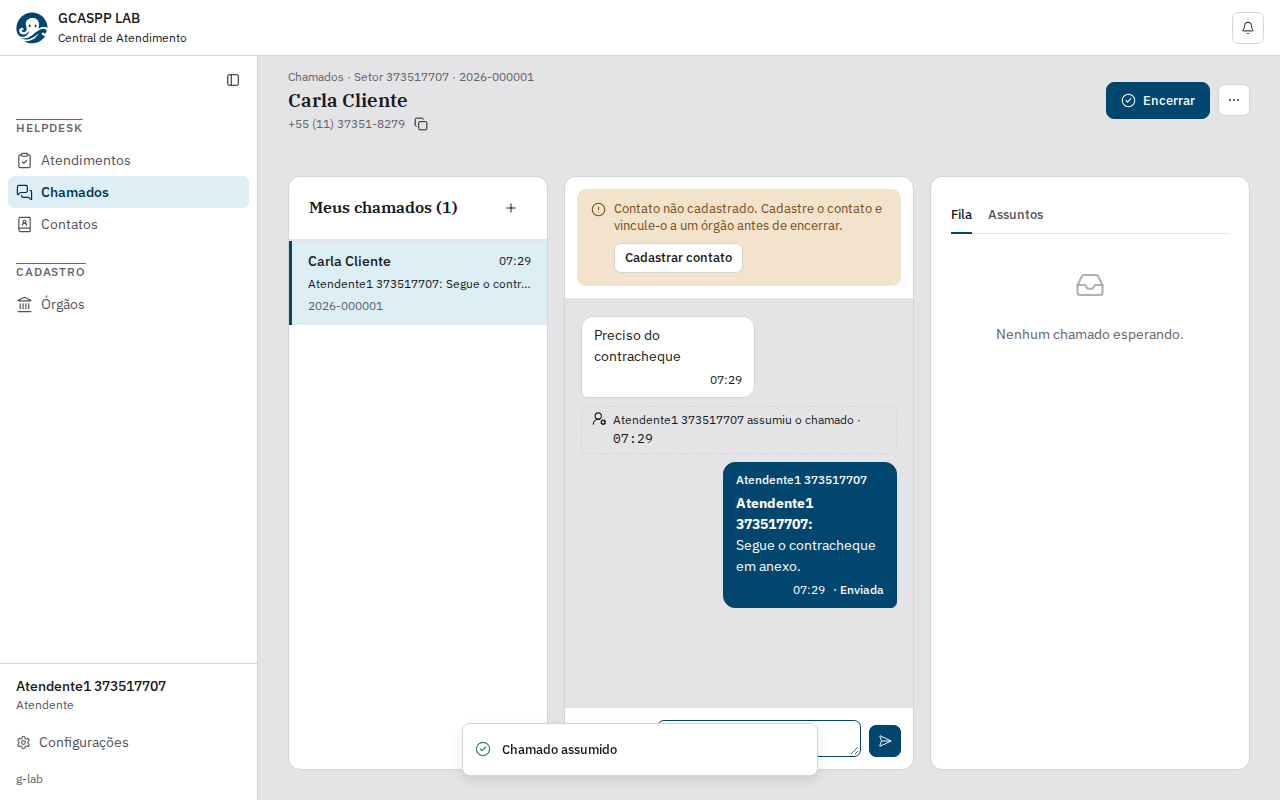 GCASPP LAB
Central de Atendimento
HELPDESK
Atendimentos
Chamados
Contatos
CADASTRO
Órgãos
Atendente1 373517707
Atendente
Configurações
g-lab
Chamados · Setor 373517707 · 2026-000001
Carla Cliente
+55 (11) 37351-8279
Encerrar
Meus chamados (1)
Carla Cliente 07:29
Atendente1 373517707: Segue o contr...
2026-000001
Contato não cadastrado. Cadastre o contato e
vincule-o a um órgão antes de encerrar.
Cadastrar contato
Preciso do
contracheque
07:29
Atendente1 373517707 assumiu o chamado ·
07:29
Atendente1 373517707
Atendente1
373517707:
Segue o contracheque
em anexo.
07:29 · Enviada
Fila Assuntos
Nenhum chamado esperando.
Chamado assumido